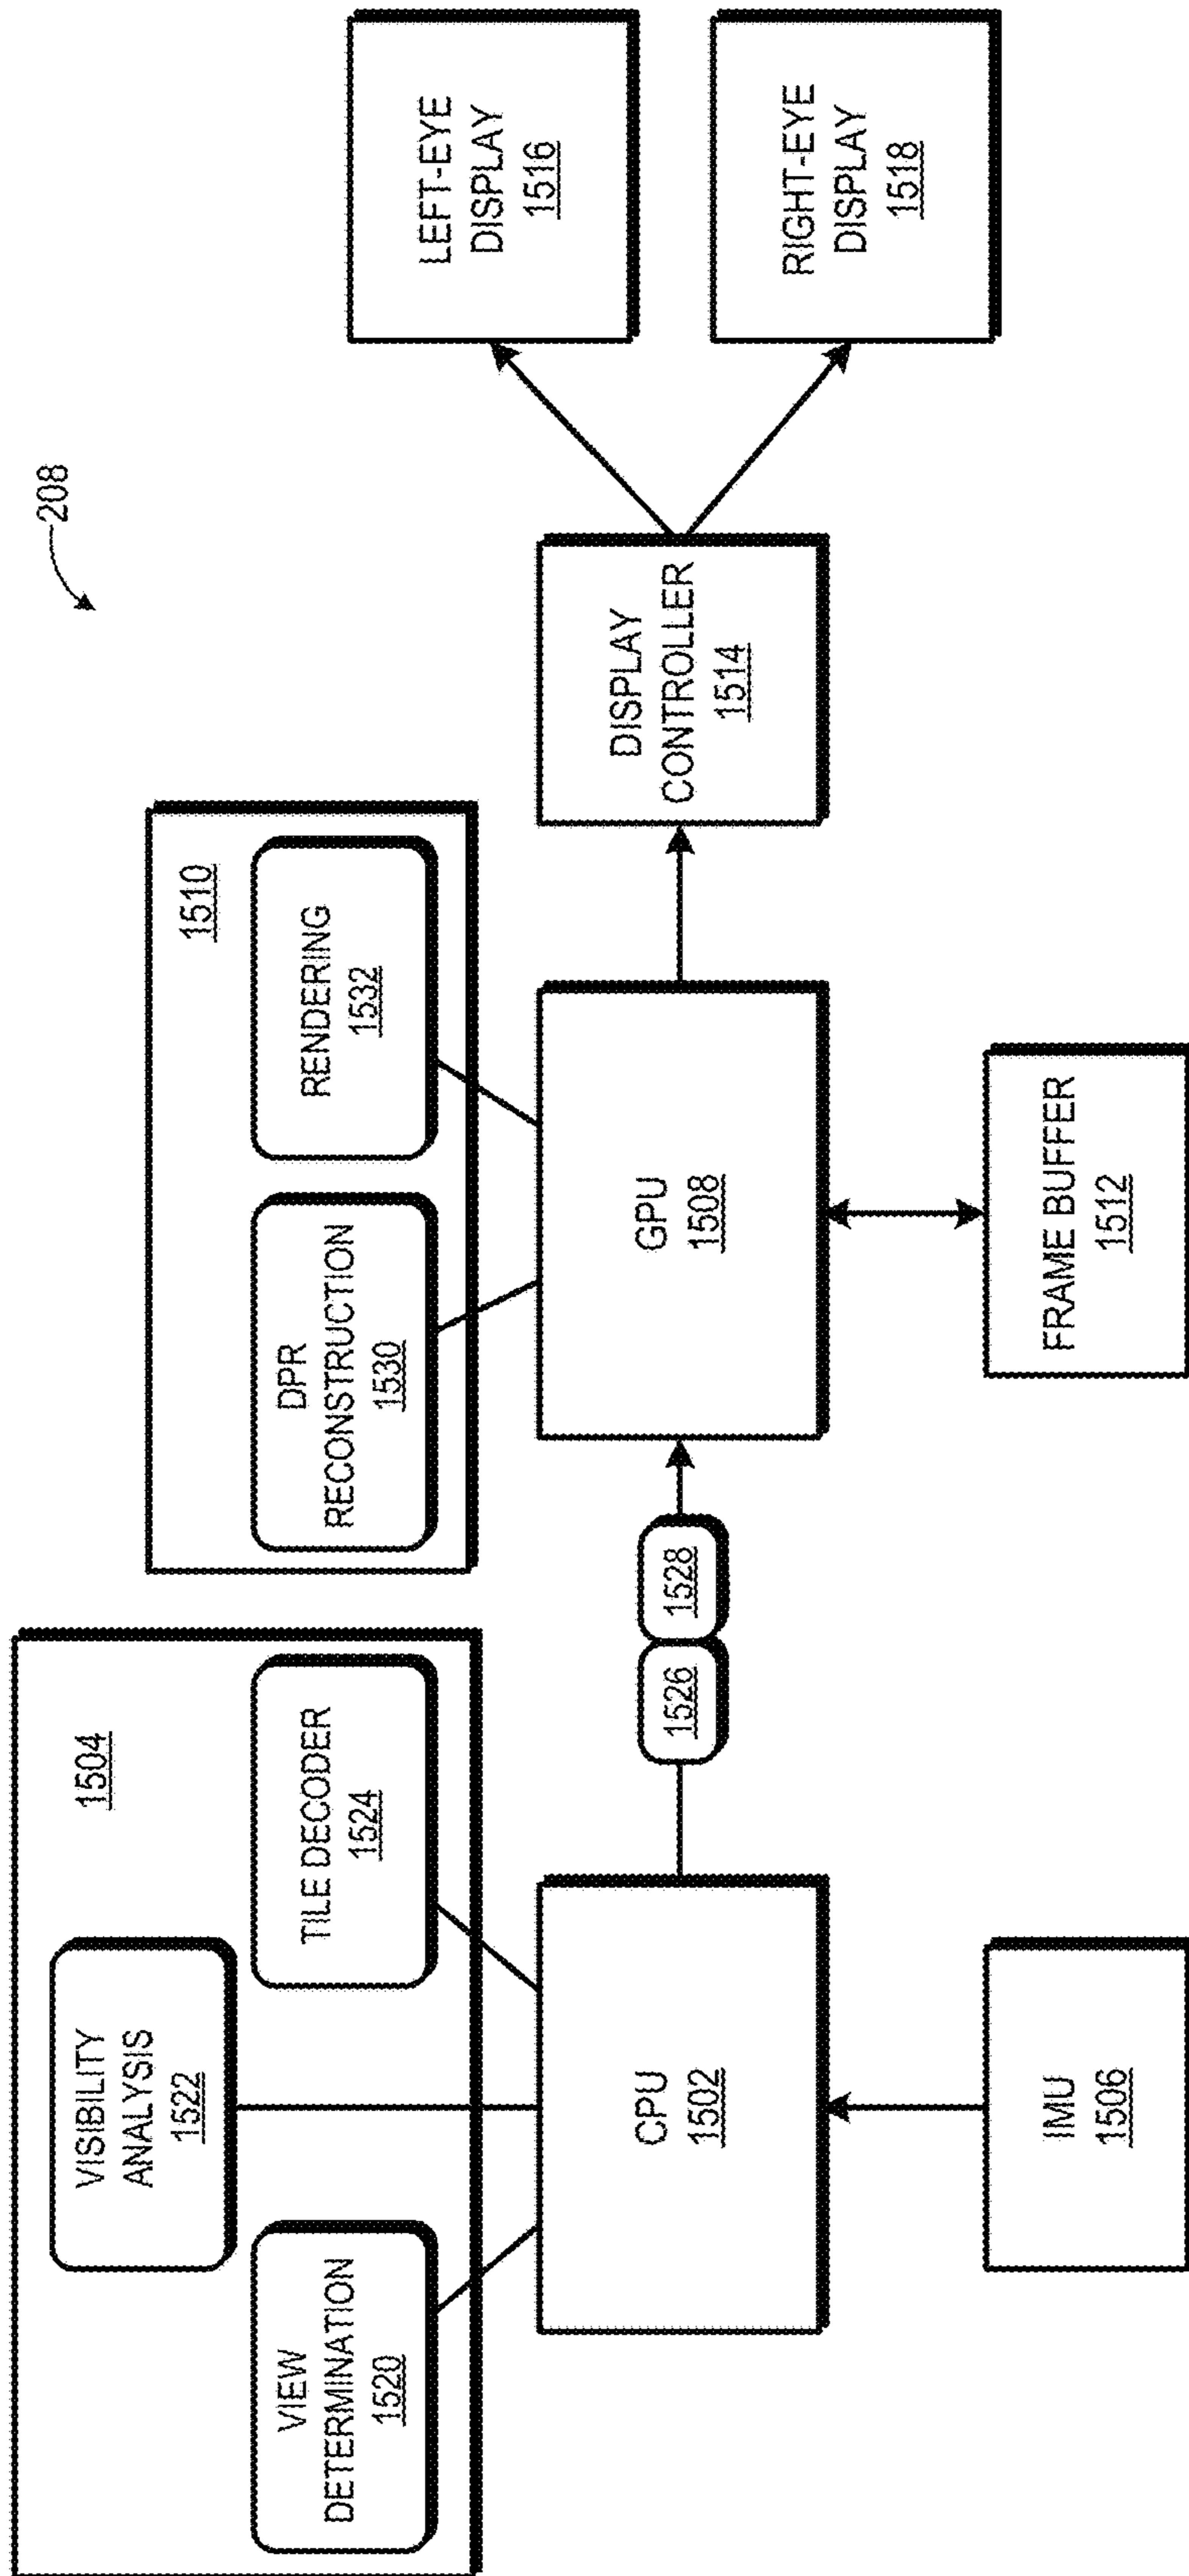 208
1504
VISIBILITY
ANALYSIS
1522
VIEW
DETERMINATION
1520
TILE DECODER
1524
1510
DPR
RECONSTRUCTION
1530
RENDERING
1532
CPU
1502
1526
1528
GPU
1508
DISPLAY
CONTROLLER
1514
LEFT-EYE
DISPLAY
1516
RIGHT-EYE
DISPLAY
1518
IMU
1506
FRAME BUFFER
1512